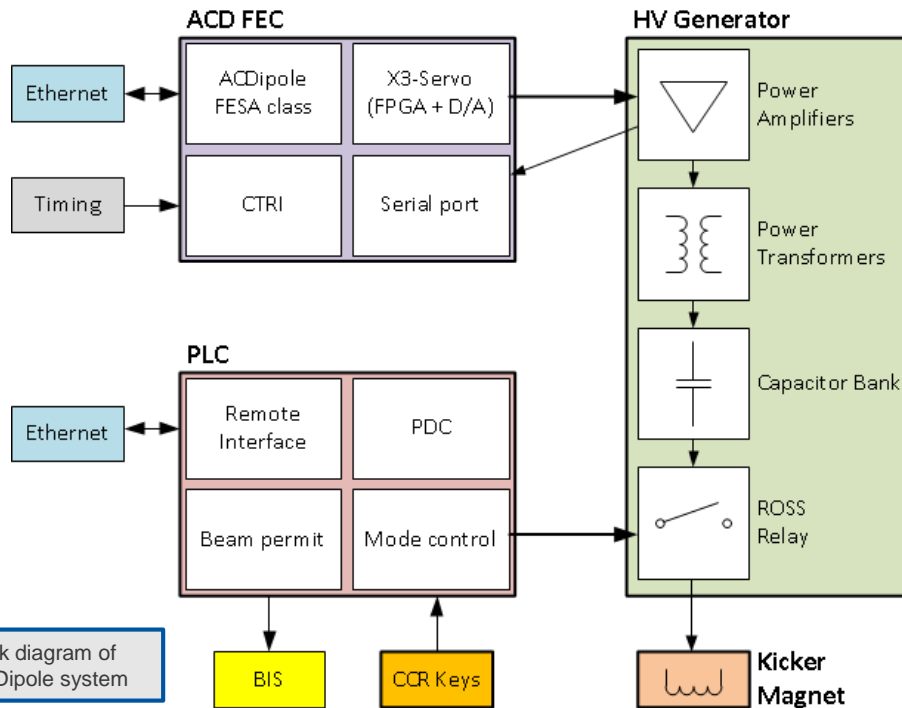 ACD FEC
HV Generator
Ethernet
ACDipole
FESA class
X3-Servo
(FPGA + D/A)
Power
Amplifiers
Timing
CTRI
Serial port
Power
Transformers
PLC
Capacitor Bank
Ethernet
Remote
Interface
PDC
Beam permit
Mode control
ROSS
Relay
diagram of
Dipole system
BIS
CCR Keys
Kicker
Magnet